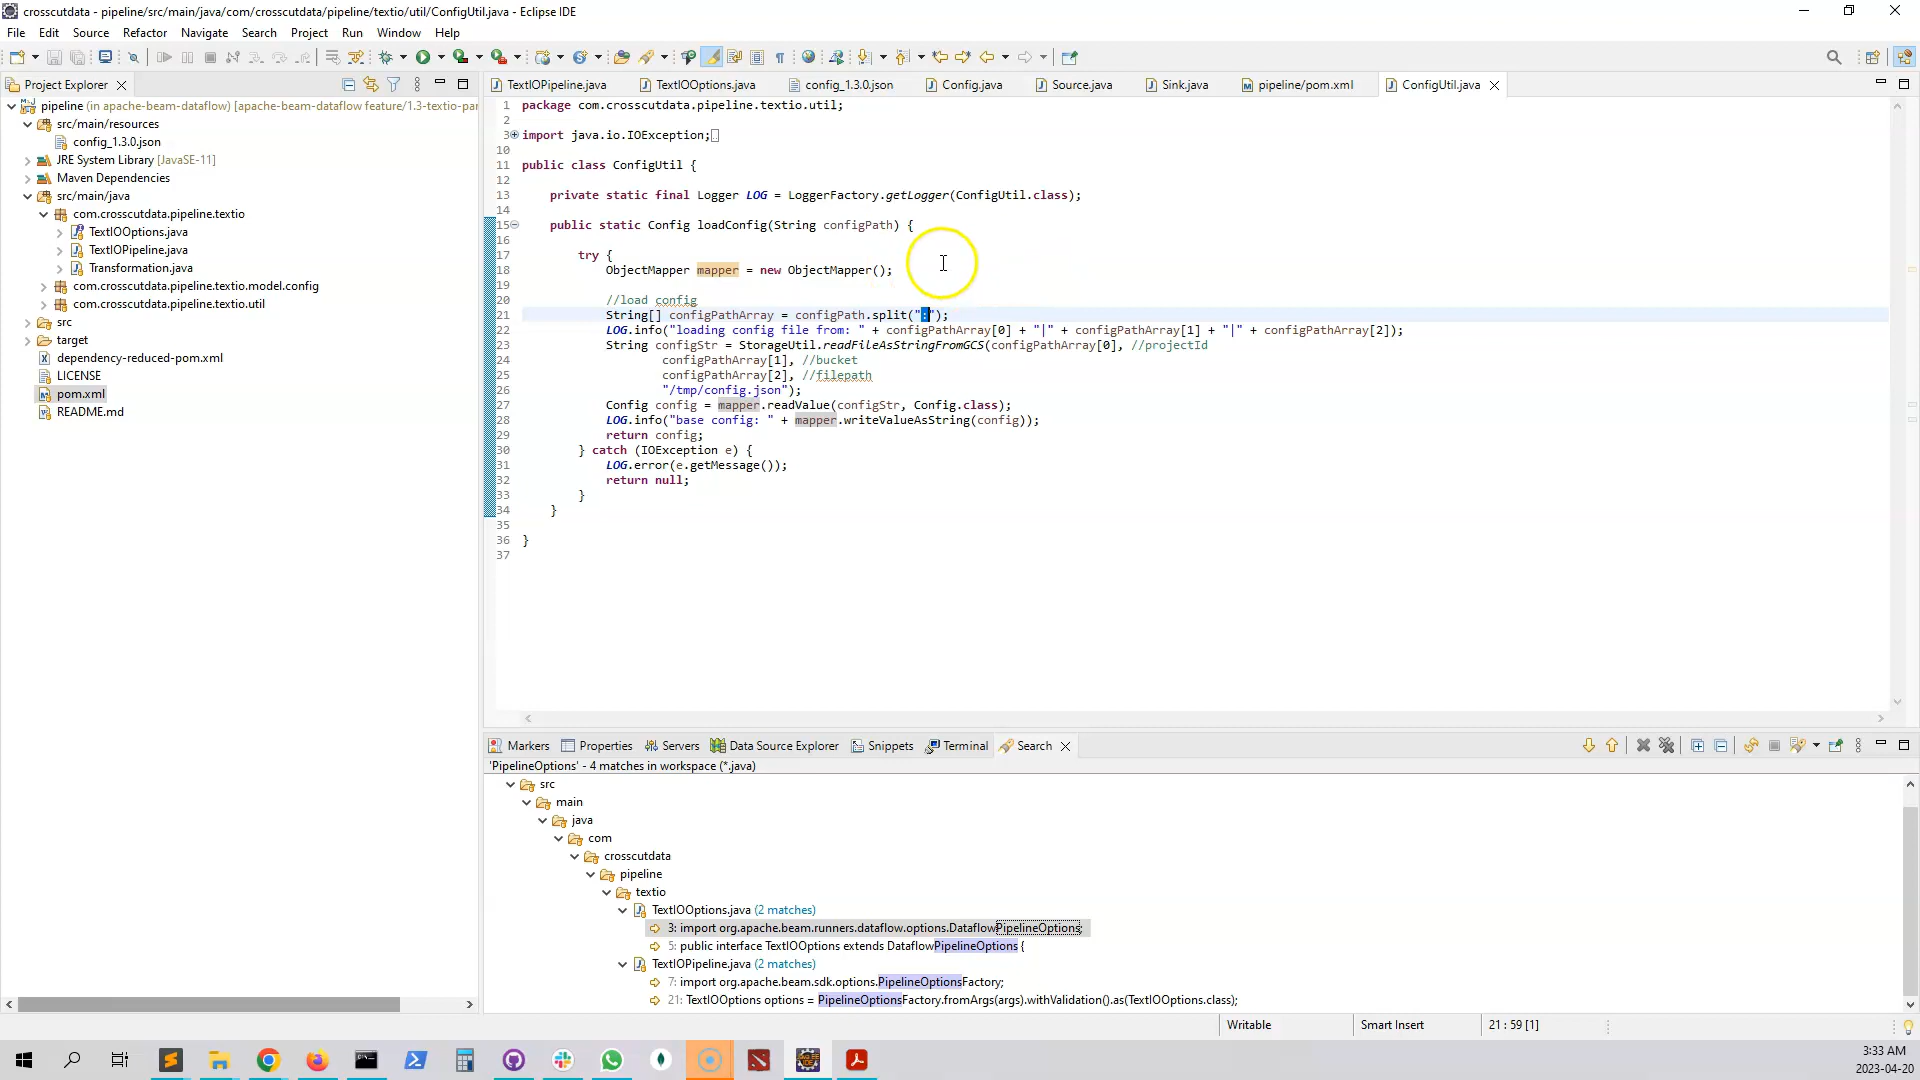 crosscutdata - pipeline/src/main/java/com/crosscutdata/pipeline/textio/util/ConfigUtil.java - Eclipse IDE
File Edit Source Refactor Navigate Search Project Run Window Help
Project Explorer
TextIOPipeline.java TextIOOptions.java config_1.3.0.json Config.java Source.java Sink.java pipeline/pom.xml ConfigUtil.java
pipeline (in apache-beam-dataflow) [apache-beam-dataflow feature/1.3-textio-par
src/main/resources
config_1.3.0.json
JRE System Library [JavaSE-11]
Maven Dependencies
src/main/java
com.crosscutdata.pipeline.textio
TextIOOptions.java
TextIOPipeline.java
Transformation.java
com.crosscutdata.pipeline.textio.model.config
com.crosscutdata.pipeline.textio.util
src
target
dependency-reduced-pom.xml
LICENSE
pom.xml
README.md
1 package com.crosscutdata.pipeline.textio.util;
2
3 import java.io.IOException;
10
11 public class ConfigUtil {
12
13 private static final Logger LOG = LoggerFactory.getLogger(ConfigUtil.class);
14
15 public static Config loadConfig(String configPath) {
16
17 try {
18 ObjectMapper mapper = new ObjectMapper();
19
20 //load config
21 String[] configPathArray = configPath.split(":");
22 LOG.info("loading config file from: " + configPathArray[0] + "|" + configPathArray[1] + "|" + configPathArray[2]);
23 String configStr = StorageUtil.readFileAsStringFromGCS(configPathArray[0], //projectId
24 configPathArray[1], //bucket
25 configPathArray[2], //filepath
26 "/tmp/config.json");
27 Config config = mapper.readValue(configStr, Config.class);
28 LOG.info("base config: " + mapper.writeValueAsString(config));
29 return config;
30 } catch (IOException e) {
31 LOG.error(e.getMessage());
32 return null;
33 }
34 }
35
36 }
37
Markers Properties Servers Data Source Explorer Snippets Terminal Search
'PipelineOptions' - 4 matches in workspace (*.java)
src
main
java
com
crosscutdata
pipeline
textio
TextIOOptions.java (2 matches)
3: import org.apache.beam.runners.dataflow.options.DataflowPipelineOptions;
5: public interface TextIOOptions extends DataflowPipelineOptions {
TextIOPipeline.java (2 matches)
7: import org.apache.beam.sdk.options.PipelineOptionsFactory;
21: TextIOOptions options = PipelineOptionsFactory.fromArgs(args).withValidation().as(TextIOOptions.class);
Writable Smart Insert 21 : 59 [1]
3:33 AM
2023-04-20